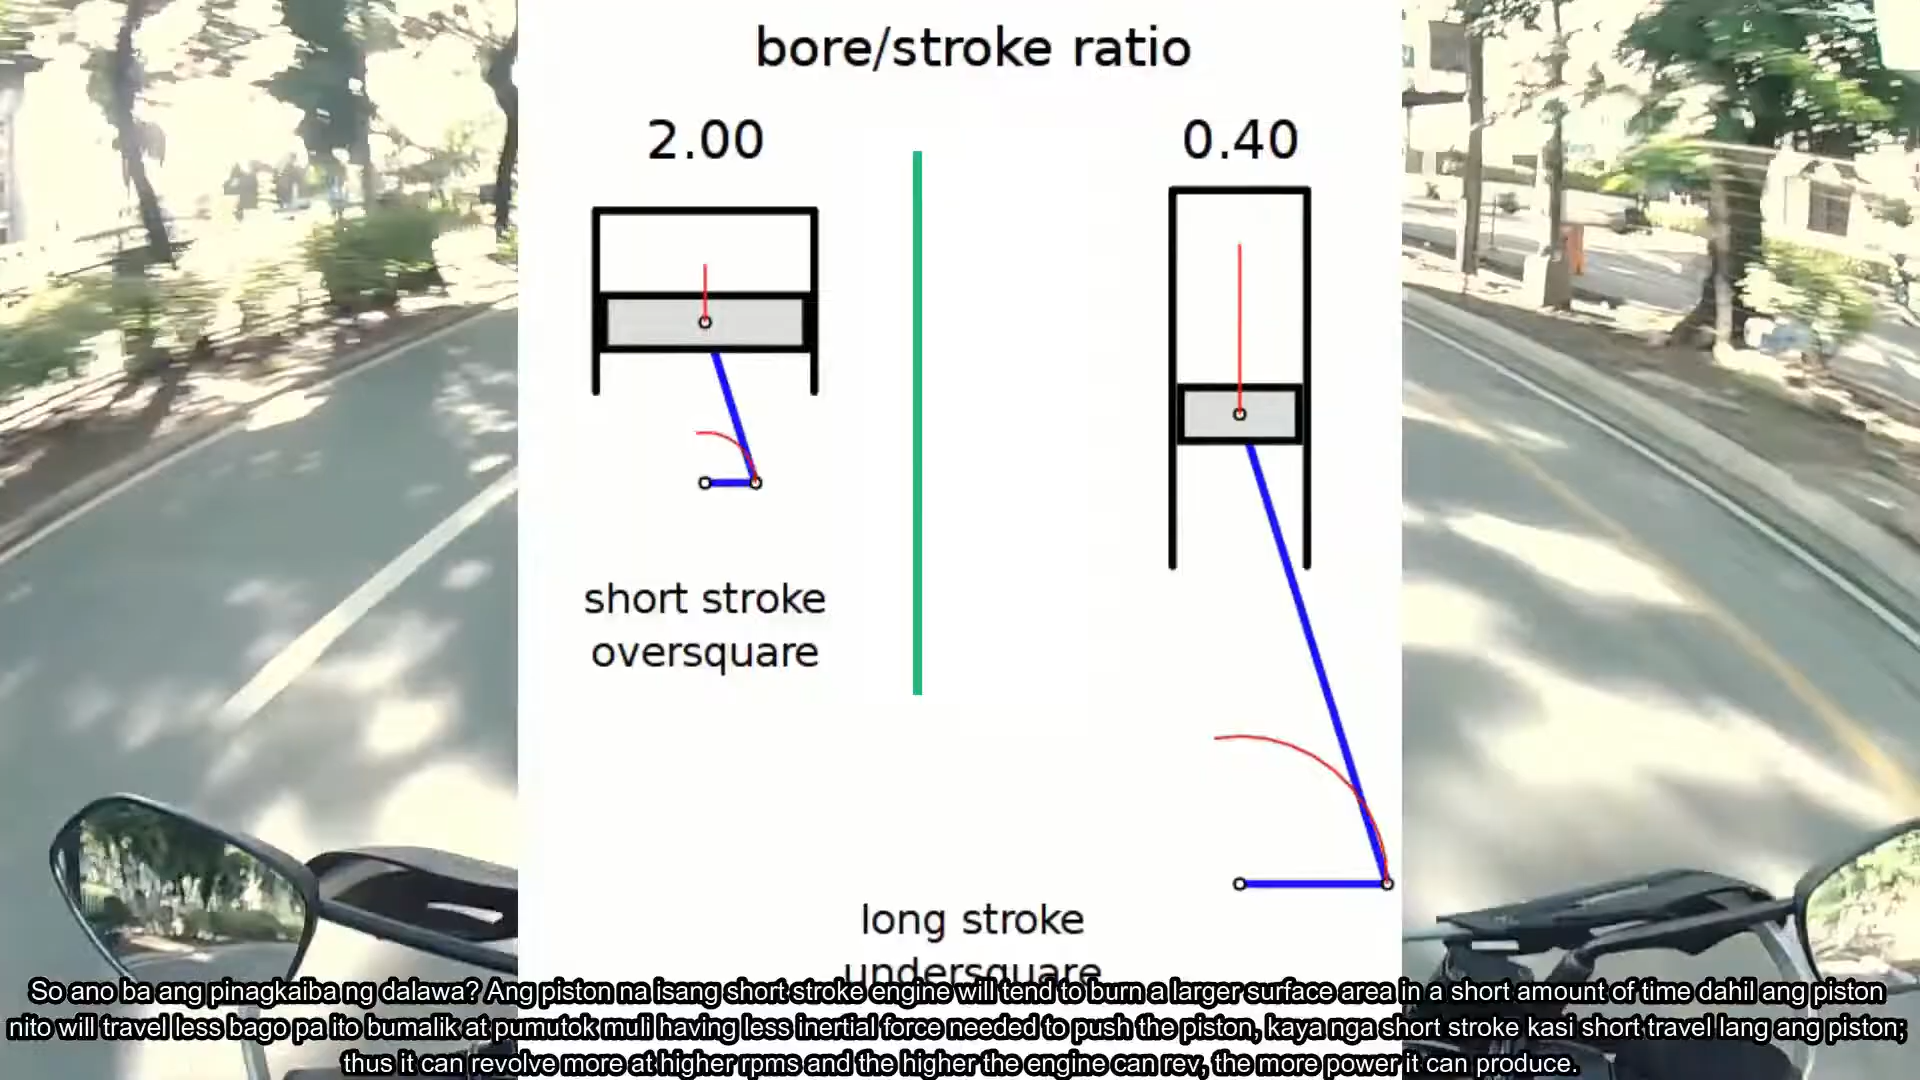 bore/stroke ratio
2.00
0.40
short stroke
oversquare
long stroke
undersquare
So ano ba ang pinagkaiba ng dalawa? Ang piston na isang short stroke engine will tend to burn a larger surface area in a short amount of time dahil ang piston
nito will travel less bago pa ito bumalik at pumutok muli having less inertial force needed to push the piston, kaya nga short stroke kasi short travel lang ang piston;
thus it can revolve more at higher rpms and the higher the engine can rev, the more power it can produce.